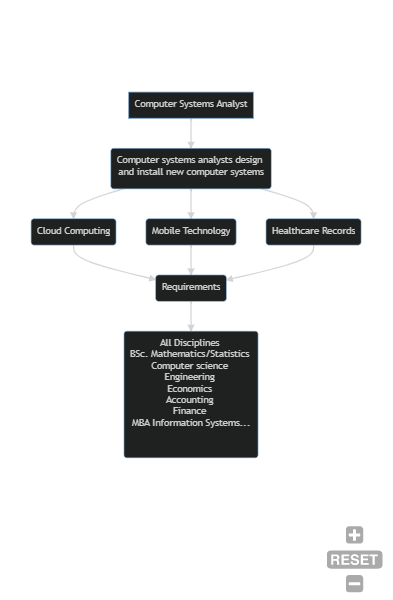 Computer Systems Analyst
Computer systems analysts design
and install new computer systems
Cloud Computing
Mobile Technology
Healthcare Records
Requirements
All Disciplines
BSc. Mathematics/Statistics
Computer science
Engineering
Economics
Accounting
Finance
MBA Information Systems...
+
RESET
−